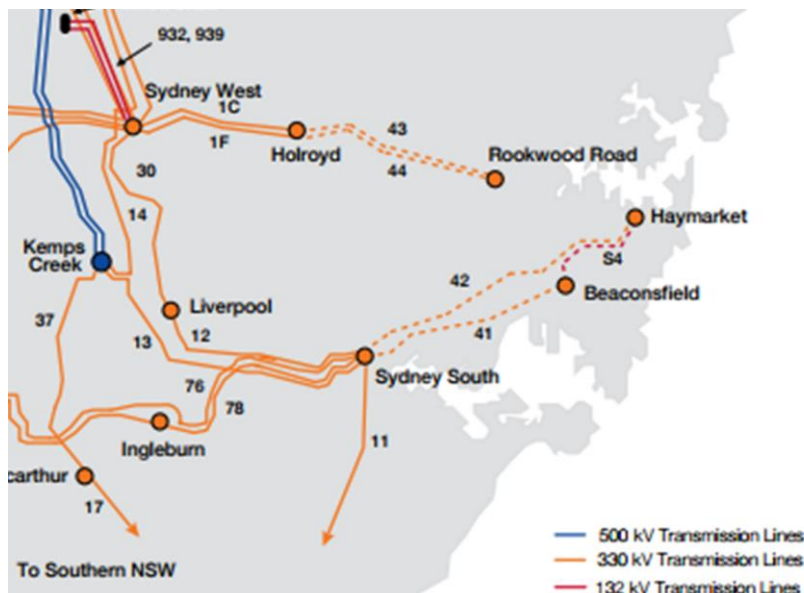 932, 939
Sydney West
1C
43
1F
Holroyd
44
Rookwood Road
30
14
Haymarket
Kemps
Creek
S4
42
Beaconsfield
37
Liverpool
12
41
13
76
Sydney South
78
11
Ingleburn
carthur
17
500 kV Transmission Lines
330 kV Transmission Lines
To Southern NSW
132 kV Transmission Lines